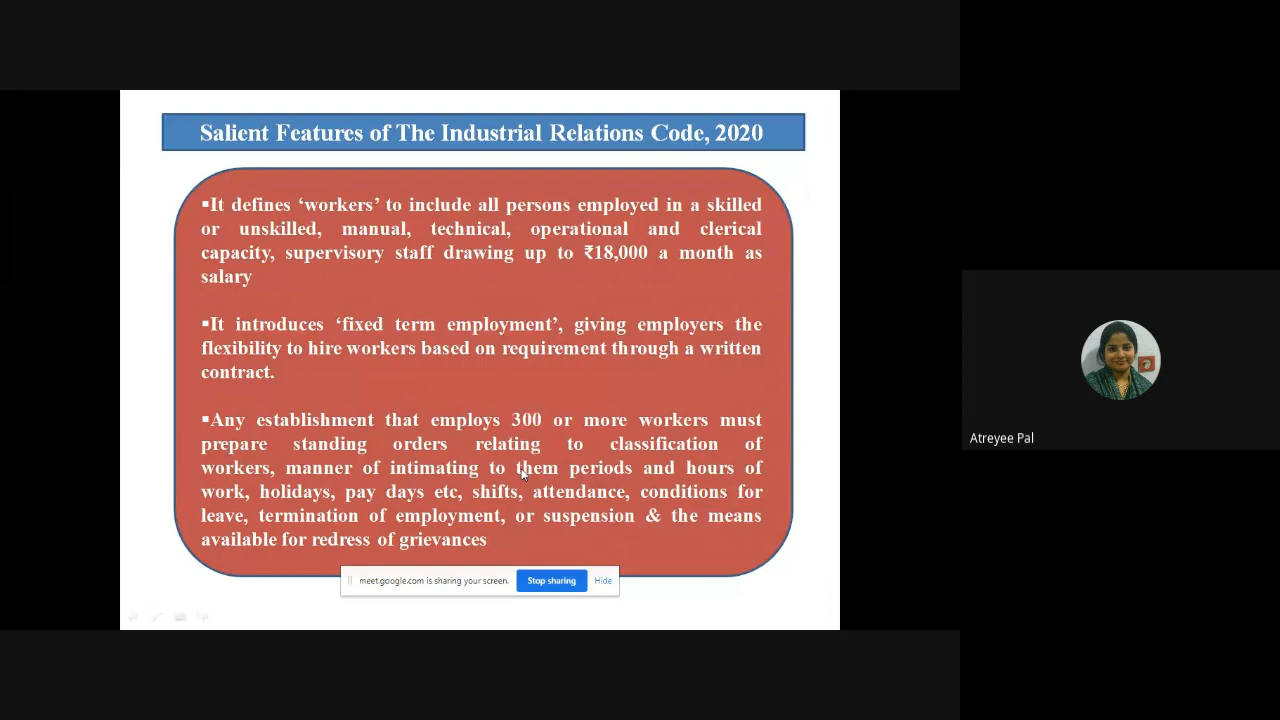 Salient Features of The Industrial Relations Code, 2020
▪It defines ‘workers’ to include all persons employed in a skilled
or unskilled, manual, technical, operational and clerical
capacity, supervisory staff drawing up to ₹18,000 a month as
salary
▪It introduces ‘fixed term employment’, giving employers the
flexibility to hire workers based on requirement through a written
contract.
▪Any establishment that employs 300 or more workers must
prepare standing orders relating to classification of
workers, manner of intimating to them periods and hours of
work, holidays, pay days etc, shifts, attendance, conditions for
leave, termination of employment, or suspension & the means
available for redress of grievances
meet.google.com is sharing your screen. Stop sharing Hide
Atreyee Pal